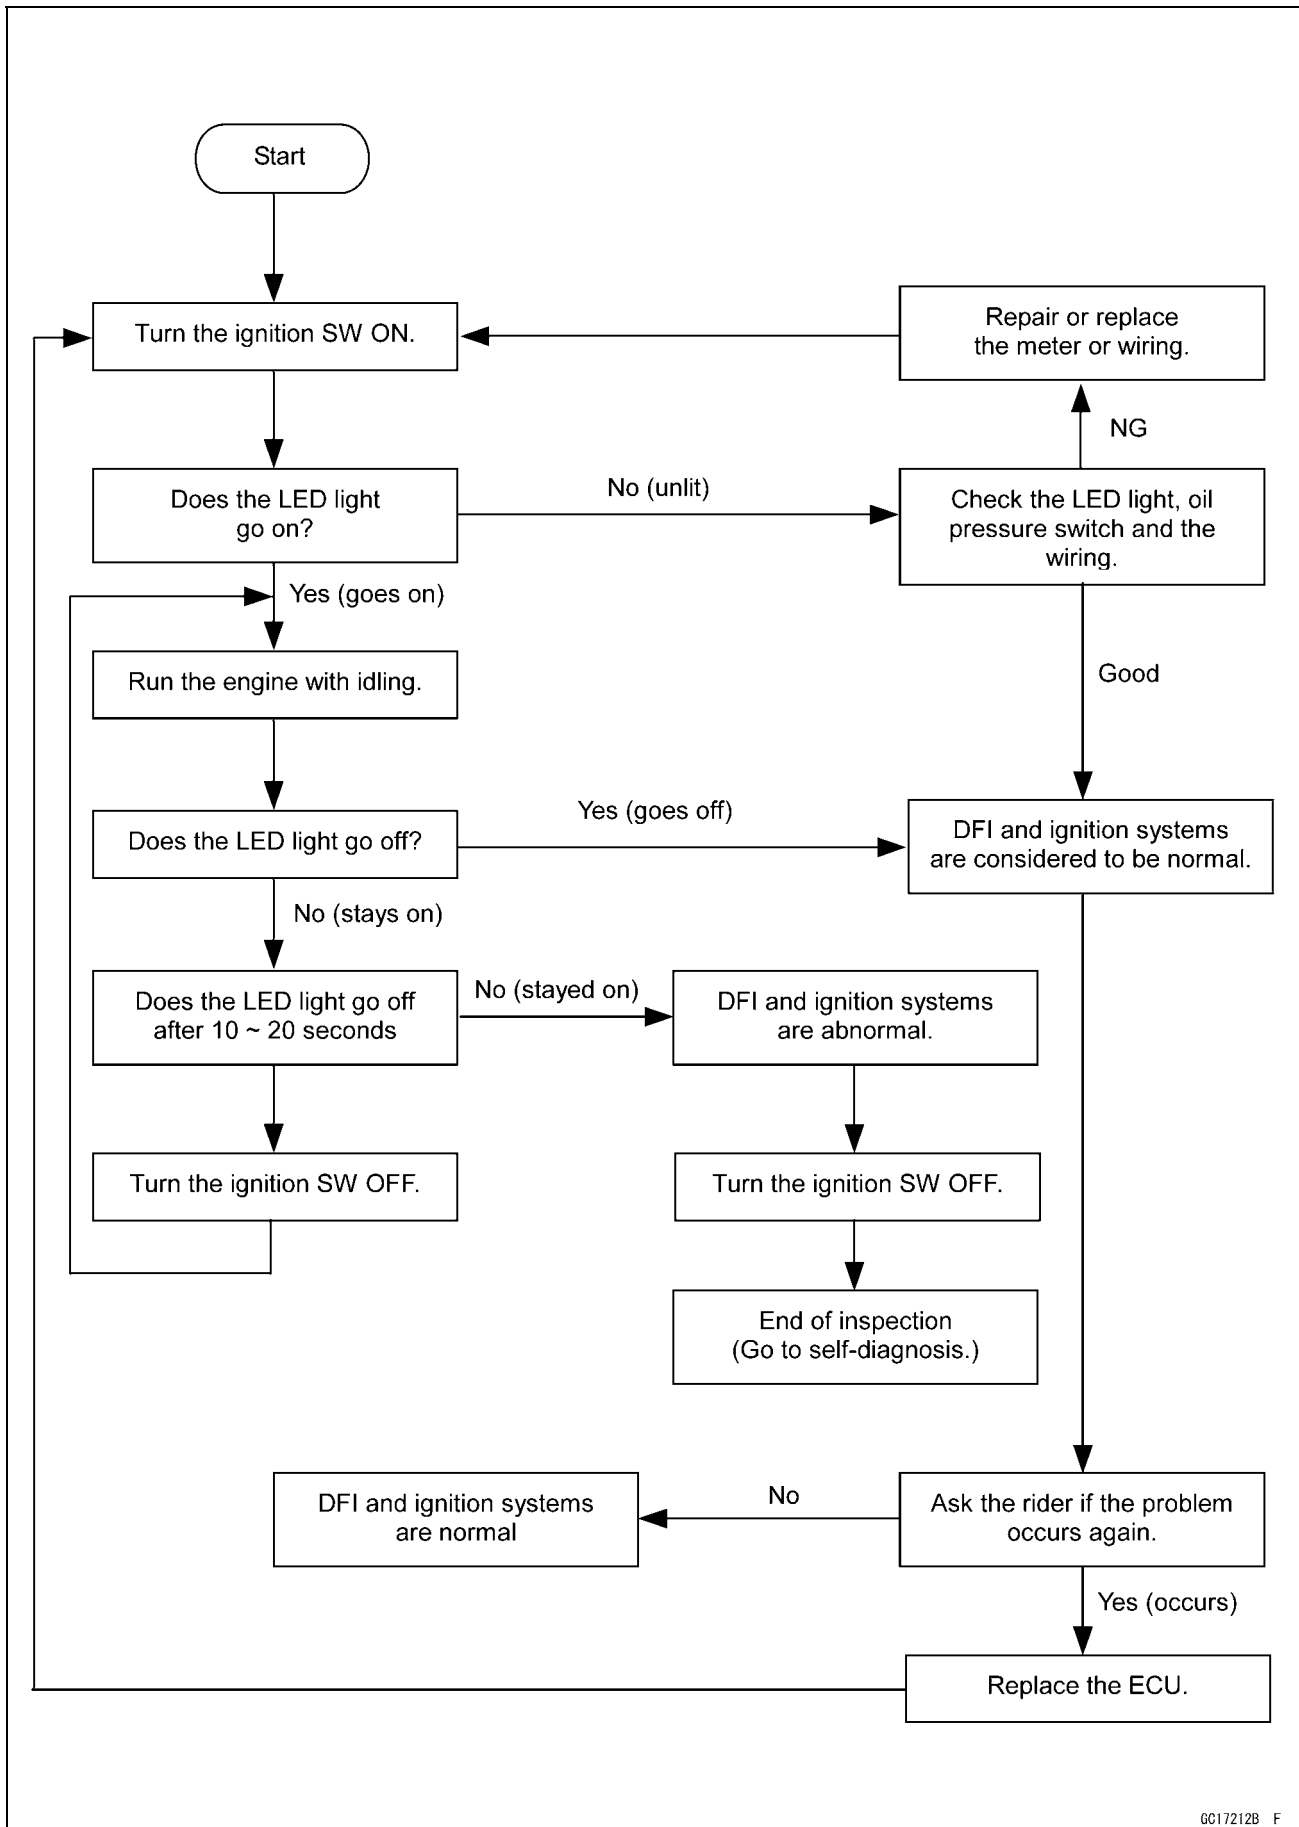 Start
Turn the ignition SW ON.
Repair or replace
the meter or wiring.
NG
Does the LED light
go on?
No (unlit)
Check the LED light, oil
pressure switch and the
wiring.
Yes (goes on)
Run the engine with idling.
Good
Does the LED light go off?
Yes (goes off)
DFI and ignition systems
are considered to be normal.
No (stays on)
Does the LED light go off
after 10 ~ 20 seconds
No (stayed on)
DFI and ignition systems
are abnormal.
Turn the ignition SW OFF.
Turn the ignition SW OFF.
End of inspection
(Go to self-diagnosis.)
DFI and ignition systems
are normal
No
Ask the rider if the problem
occurs again.
Yes (occurs)
Replace the ECU.
GC17212B F